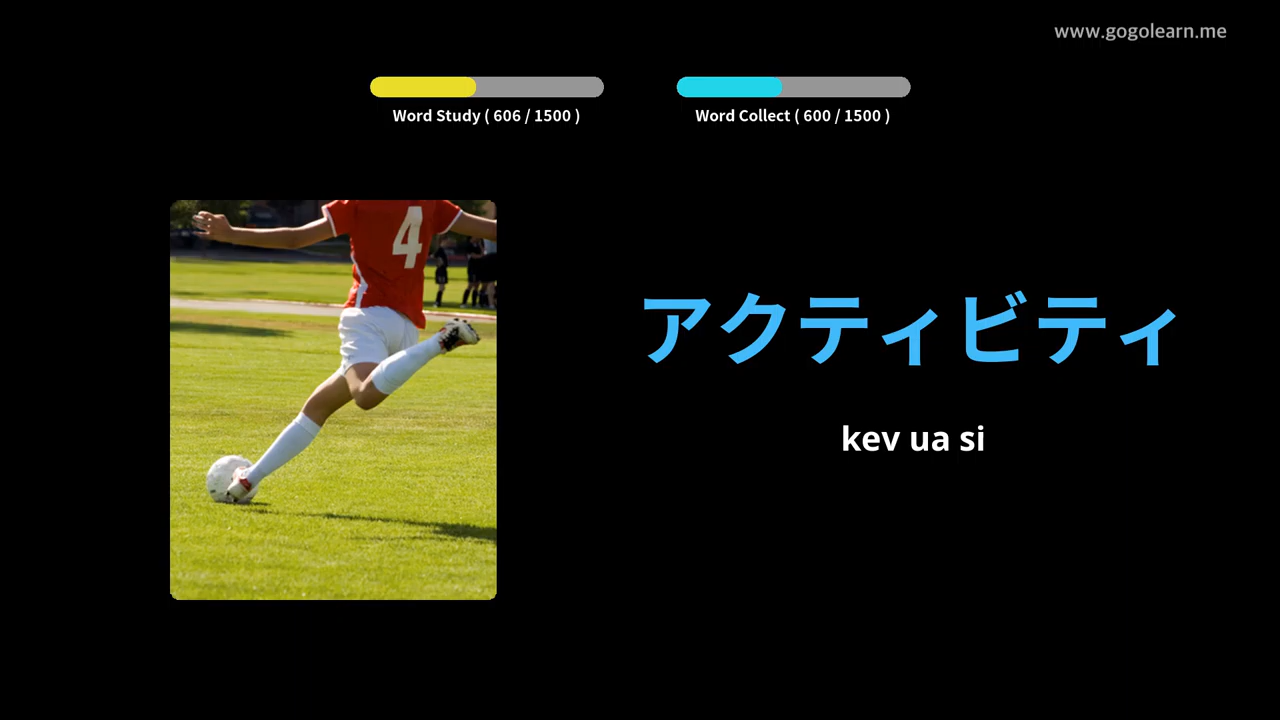 www.gogolearn.me
Word Study ( 606 / 1500 )
Word Collect ( 600 / 1500 )
4
アクティビティ
kev ua si